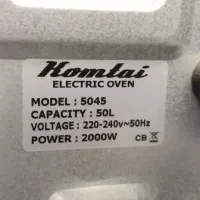 Komtai
ELECTRIC OVEN
MODEL : 5045
CAPACITY : 50L
VOLTAGE : 220-240v~50Hz
POWER : 2000W CB